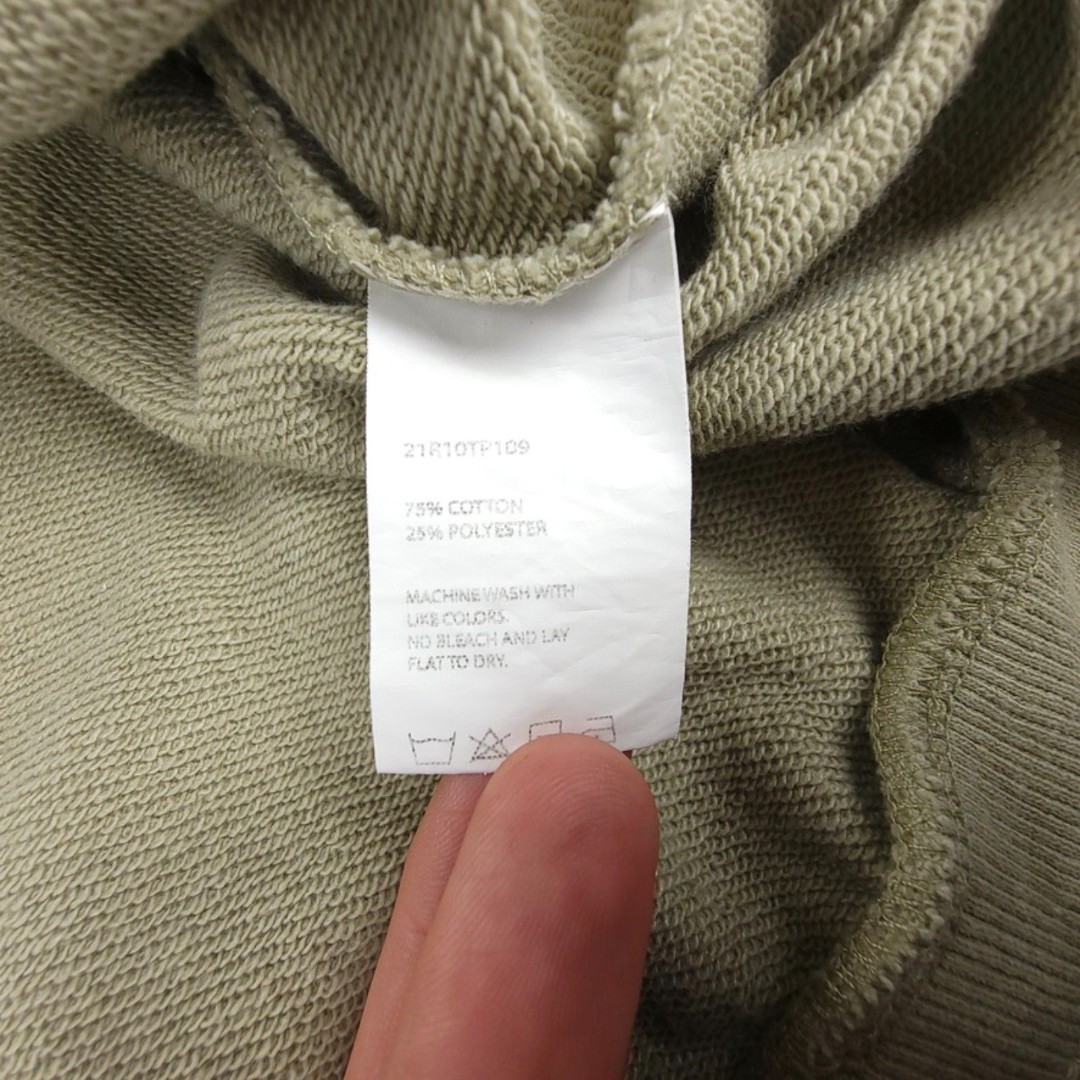 21R10TP109
75% COTTON
25% POLYESTER
MACHINE WASH WITH
LIKE COLORS.
NO BLEACH AND LAY
FLAT TO DRY.